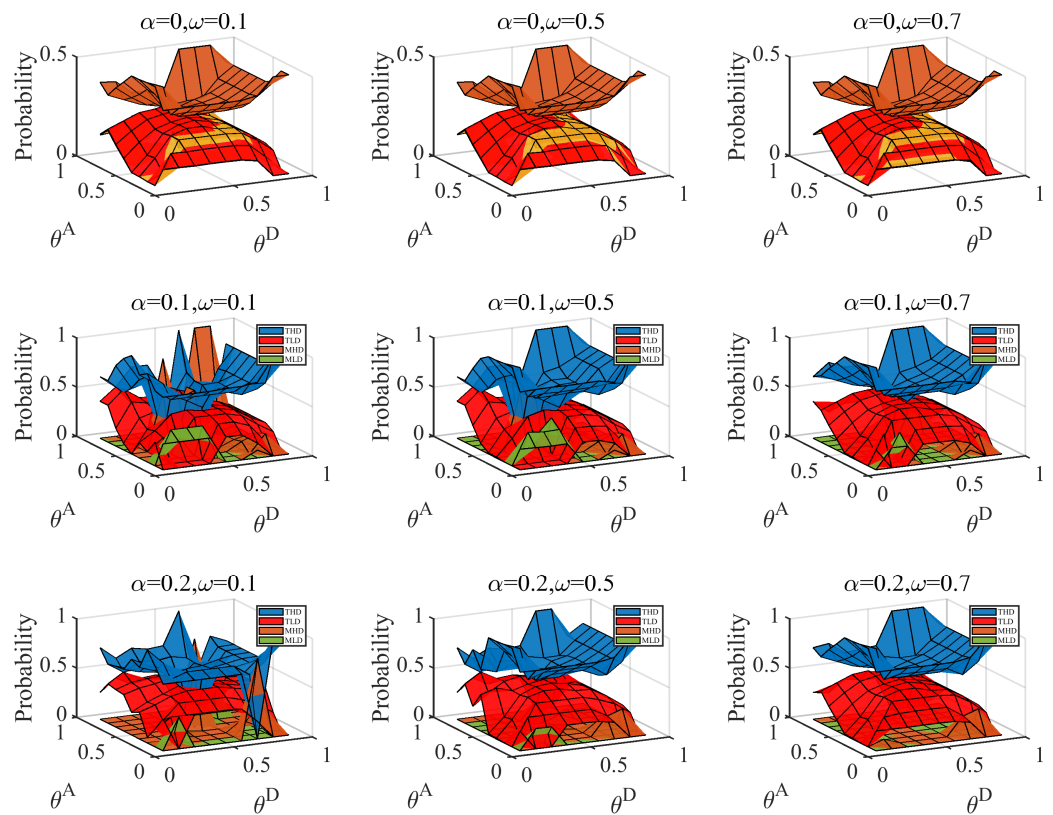 α=0,ω=0.1
α=0,ω=0.5
α=0,ω=0.7
Probability
0.5
0
1
0.5
0
0
0.5
1
θA
θD
Probability
0.5
0
1
0.5
0
0
0.5
1
θA
θD
Probability
0.5
0
1
0.5
0
0
0.5
1
θA
θD
α=0.1,ω=0.1
α=0.1,ω=0.5
α=0.1,ω=0.7
Probability
1
0.5
0
1
0.5
0
0
0.5
1
θA
θD
THD
TLD
MHD
MLD
Probability
1
0.5
0
1
0.5
0
0
0.5
1
θA
θD
THD
TLD
MHD
MLD
Probability
1
0.5
0
1
0.5
0
0
0.5
1
θA
θD
THD
TLD
MHD
MLD
α=0.2,ω=0.1
α=0.2,ω=0.5
α=0.2,ω=0.7
Probability
1
0.5
0
1
0.5
0
0
0.5
1
θA
θD
THD
TLD
MHD
MLD
Probability
1
0.5
0
1
0.5
0
0
0.5
1
θA
θD
THD
TLD
MHD
MLD
Probability
1
0.5
0
1
0.5
0
0
0.5
1
θA
θD
THD
TLD
MHD
MLD